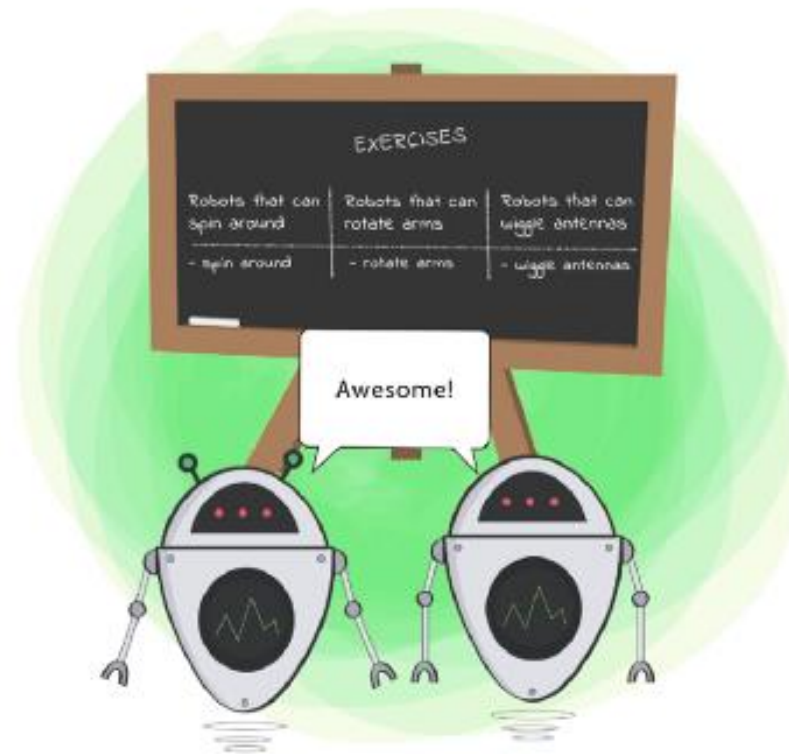 EXERCISES
Robots that can
spin around
Robots that can
rotate arms
Robots that can
wiggle antennas
- spin around
- rotate arms
- wiggle antennas
Awesome!